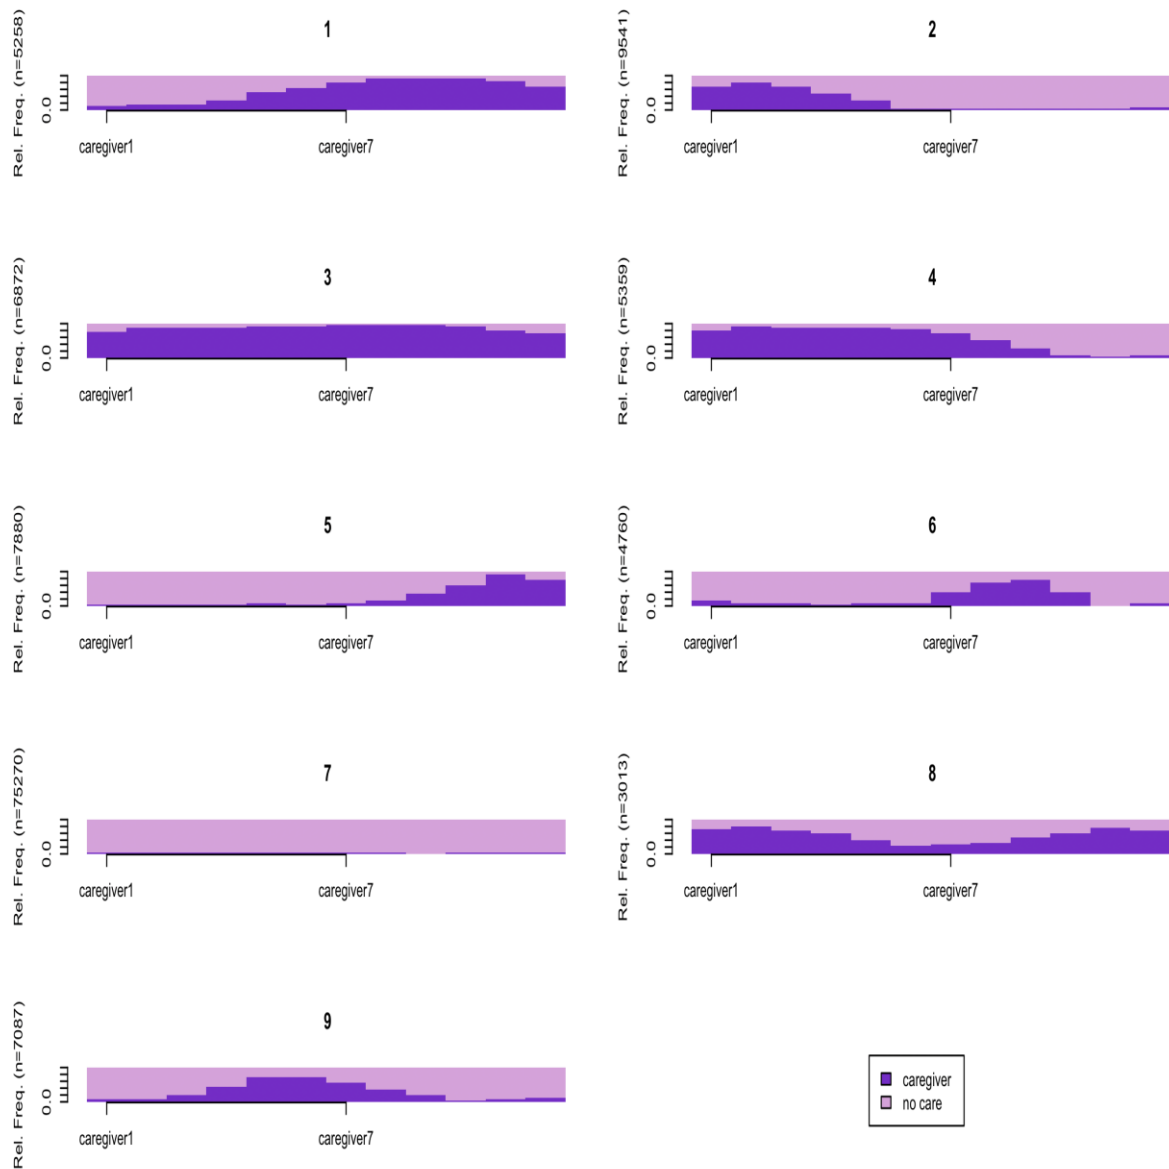 1
Rel. Freq. (n=5258)
0.0
caregiver1 caregiver7
2
Rel. Freq. (n=9541)
0.0
caregiver1 caregiver7
3
Rel. Freq. (n=6872)
0.0
caregiver1 caregiver7
4
Rel. Freq. (n=5359)
0.0
caregiver1 caregiver7
5
Rel. Freq. (n=7880)
0.0
caregiver1 caregiver7
6
Rel. Freq. (n=4760)
0.0
caregiver1 caregiver7
7
Rel. Freq. (n=75270)
0.0
caregiver1 caregiver7
8
Rel. Freq. (n=3013)
0.0
caregiver1 caregiver7
9
Rel. Freq. (n=7087)
0.0
caregiver1 caregiver7
caregiver
no care